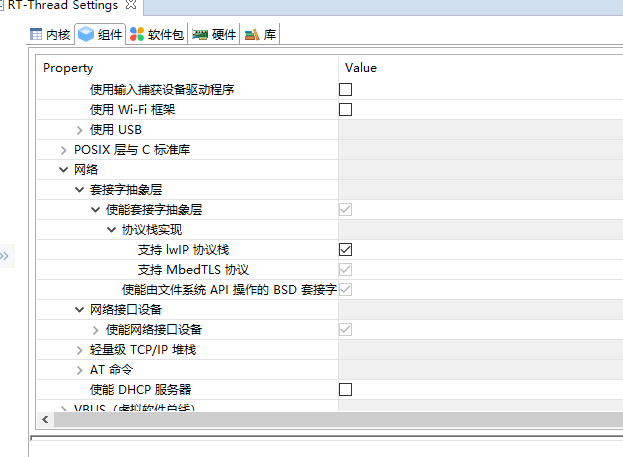 RT-Thread Settings
内核 组件 软件包 硬件 库
Property Value
使用输入捕获设备驱动程序
使用 Wi-Fi 框架
使用 USB
POSIX 层与 C 标准库
网络
套接字抽象层
使能套接字抽象层
协议栈实现
支持 lwIP 协议栈
支持 MbedTLS 协议
使能由文件系统 API 操作的 BSD 套接字
网络接口设备
使能网络接口设备
轻量级 TCP/IP 堆栈
AT 命令
使能 DHCP 服务器
VBUS（虚拟软件总线）